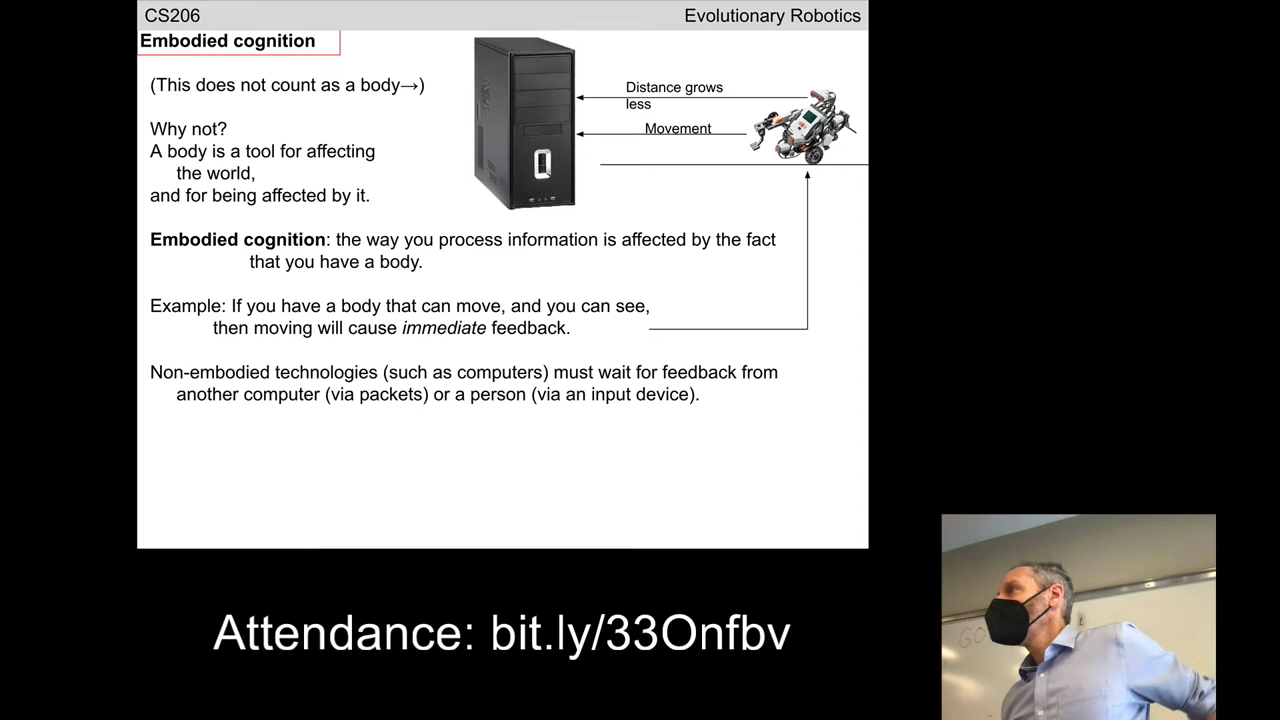 CS206
Evolutionary Robotics
Embodied cognition
(This does not count as a body→)
Distance grows
less
Movement
Why not?
A body is a tool for affecting
the world,
and for being affected by it.
Embodied cognition: the way you process information is affected by the fact
that you have a body.
Example: If you have a body that can move, and you can see,
then moving will cause immediate feedback.
Non-embodied technologies (such as computers) must wait for feedback from
another computer (via packets) or a person (via an input device).
Attendance: bit.ly/33Onfbv